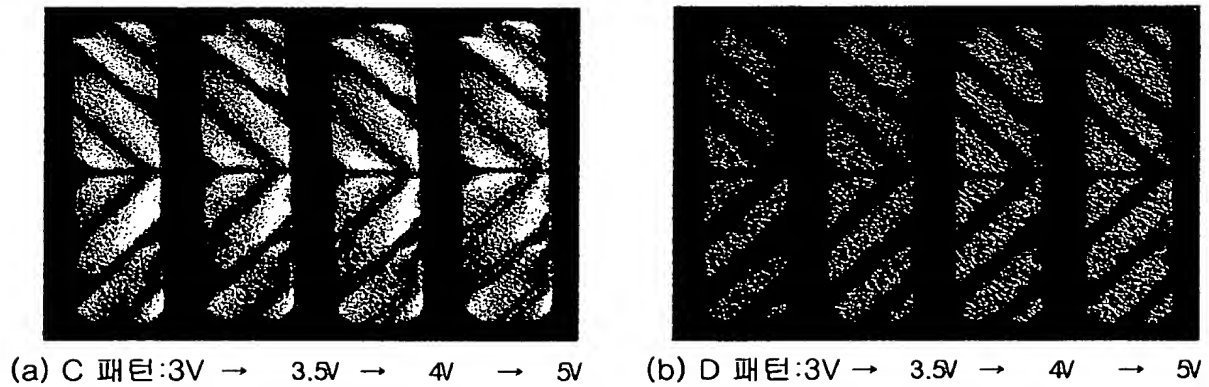 (a) C 패턴:3V → 3.5V → 4V → 5V
(b) D 패턴:3V → 3.5V → 4V → 5V